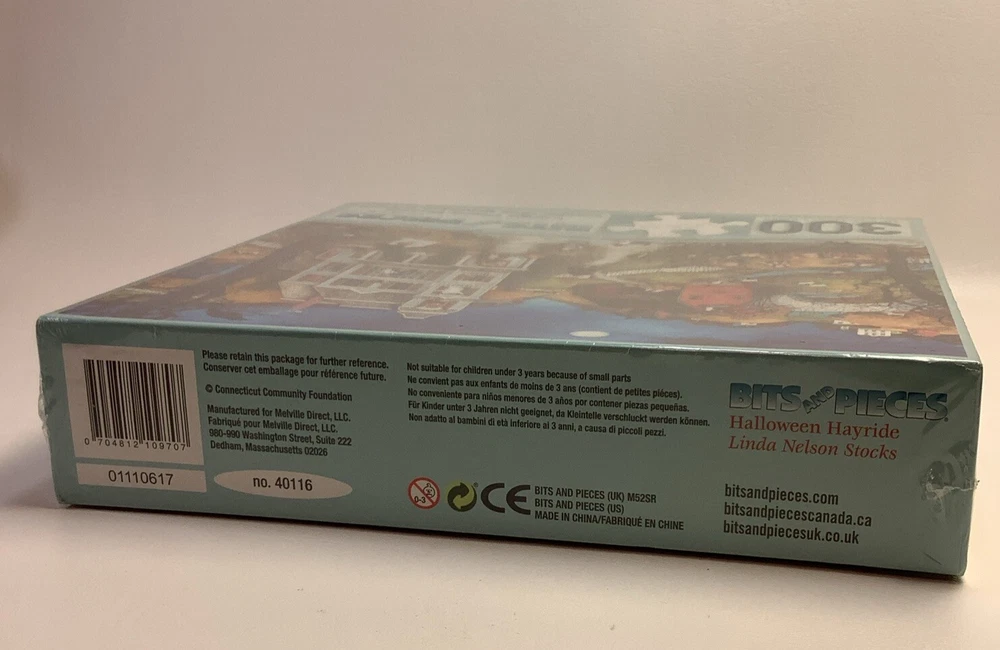 300
Please retain this package for further reference.
Conserver cet emballage pour référence future.
© Connecticut Community Foundation
Manufactured for Melville Direct, LLC.
Fabriqué pour Melville Direct, LLC.
980-990 Washington Street, Suite 222
Dedham, Massachusetts 02026
0 704812 109707
01110617
no. 40116
Not suitable for children under 3 years because of small parts
Ne convient pas aux enfants de moins de 3 ans (contient de petites pièces).
No conveniente para niños menores de 3 años por contener piezas pequeñas.
Für Kinder unter 3 Jahren nicht geeignet, da Kleintelle verschluckt werden können.
Non adatto al bambini di età inferiore ai 3 anni, a causa di piccoli pezzi.
0-3
CE
BITS AND PIECES (UK) M52SR
BITS AND PIECES (US)
MADE IN CHINA/FABRIQUÉ EN CHINE
BITS AND PIECES
Halloween Hayride
Linda Nelson Stocks
bitsandpieces.com
bitsandpiecescanada.ca
bitsandpiecesuk.co.uk